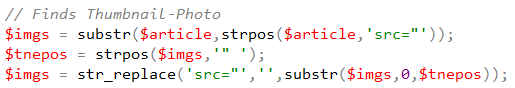 // Finds Thumbnail-Photo
$imgs = substr($article,strpos($article,'src="'));
$tnepos = strpos($imgs,'" ');
$imgs = str_replace('src="','',substr($imgs,0,$tnepos));